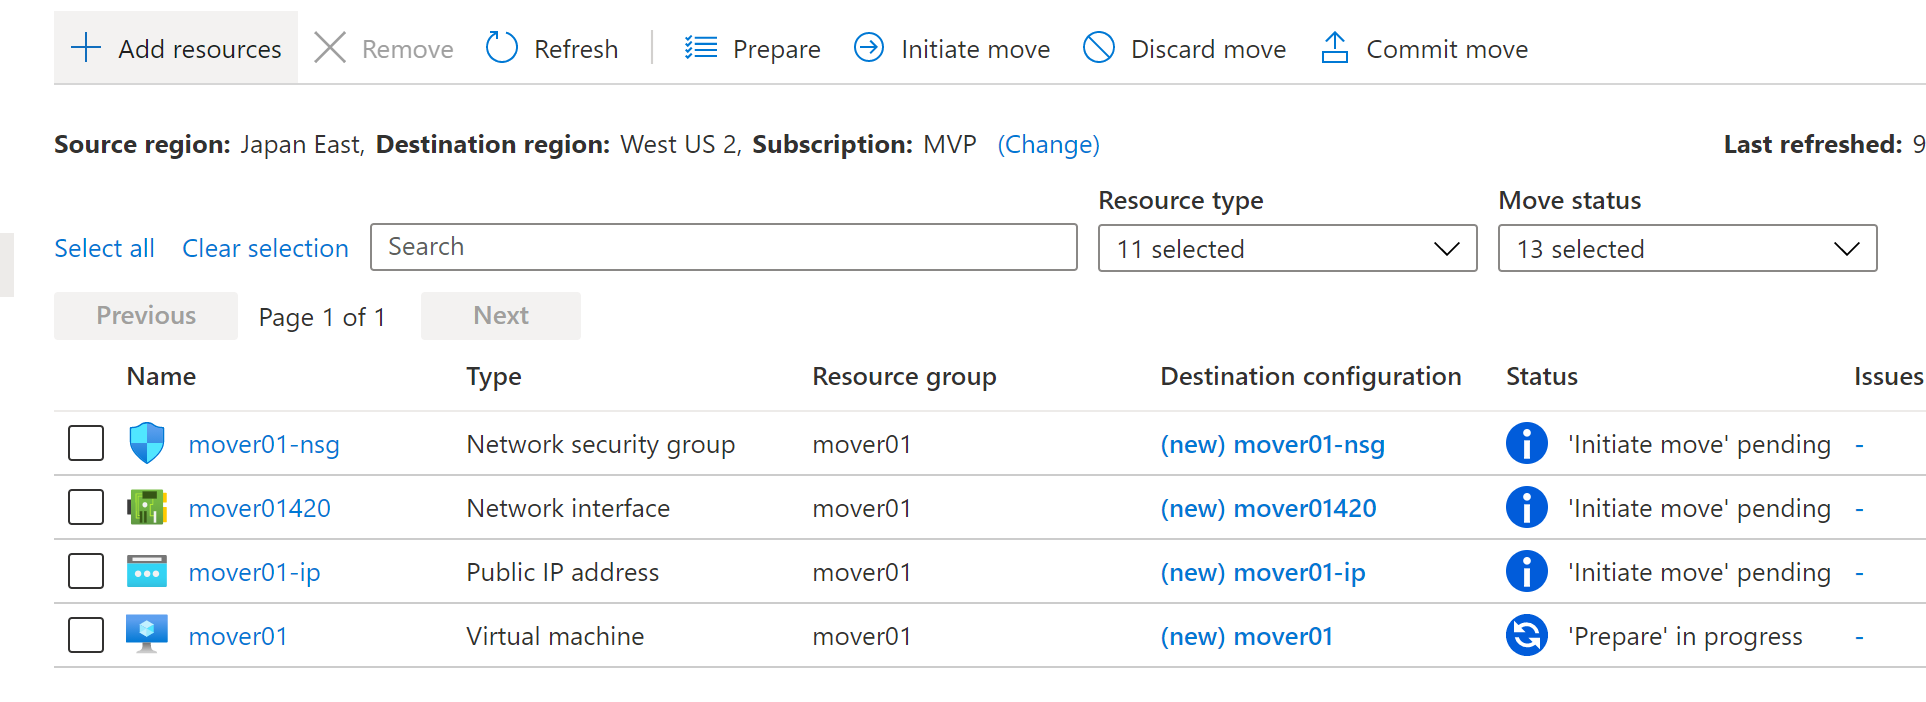 Add resources Remove Refresh Prepare Initiate move Discard move Commit move
Source region: Japan East, Destination region: West US 2, Subscription: MVP (Change) Last refreshed: 9
Resource type Move status
Select all Clear selection Search 11 selected 13 selected
Previous Page 1 of 1 Next
Name Type Resource group Destination configuration Status Issues
mover01-nsg Network security group mover01 (new) mover01-nsg 'Initiate move' pending -
mover01420 Network interface mover01 (new) mover01420 'Initiate move' pending -
mover01-ip Public IP address mover01 (new) mover01-ip 'Initiate move' pending -
mover01 Virtual machine mover01 (new) mover01 'Prepare' in progress -